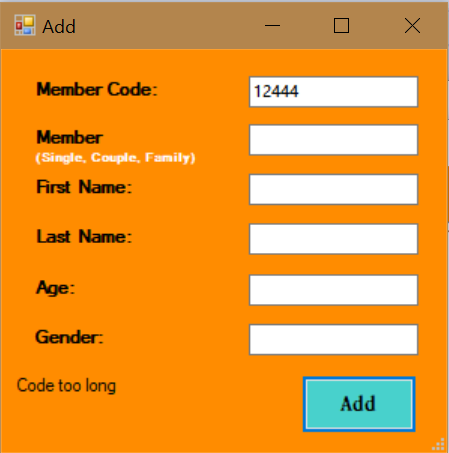 Add
Member Code: 12444
Member
(Single, Couple, Family)
First Name:
Last Name:
Age:
Gender:
Code too long
Add